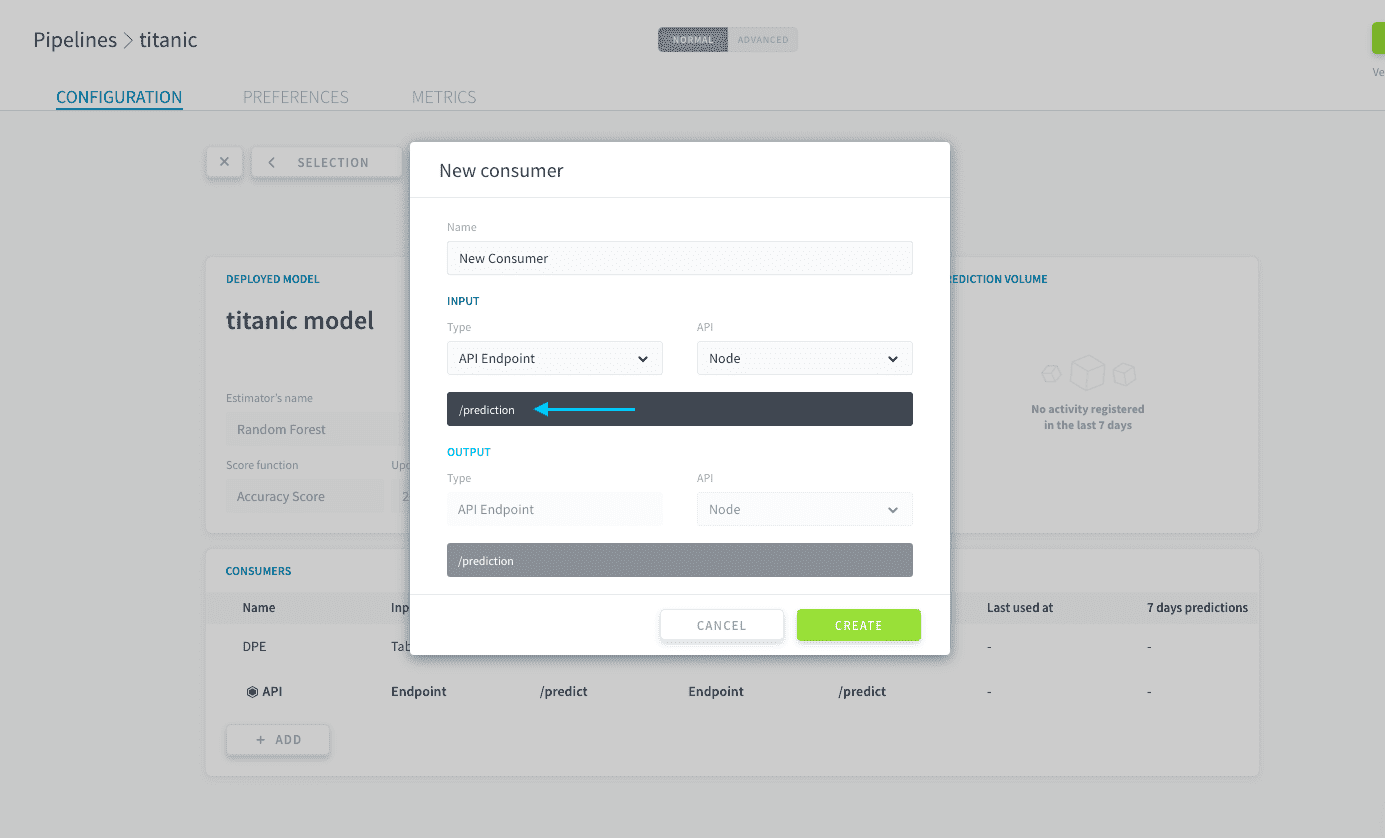 Pipelines > titanic
NORMAL ADVANCED
Ve
CONFIGURATION PREFERENCES METRICS
SELECTION
New consumer
Name
New Consumer
INPUT
Type API
API Endpoint Node
/prediction
OUTPUT
Type API
API Endpoint Node
/prediction
CANCEL CREATE
DEPLOYED MODEL
titanic model
Estimator's name
Random Forest
Score function Upd
Accuracy Score 2
REDICTION VOLUME
No activity registered
in the last 7 days
CONSUMERS
Name Inp Last used at 7 days predictions
DPE Tab - -
API Endpoint /predict Endpoint /predict - -
+ ADD